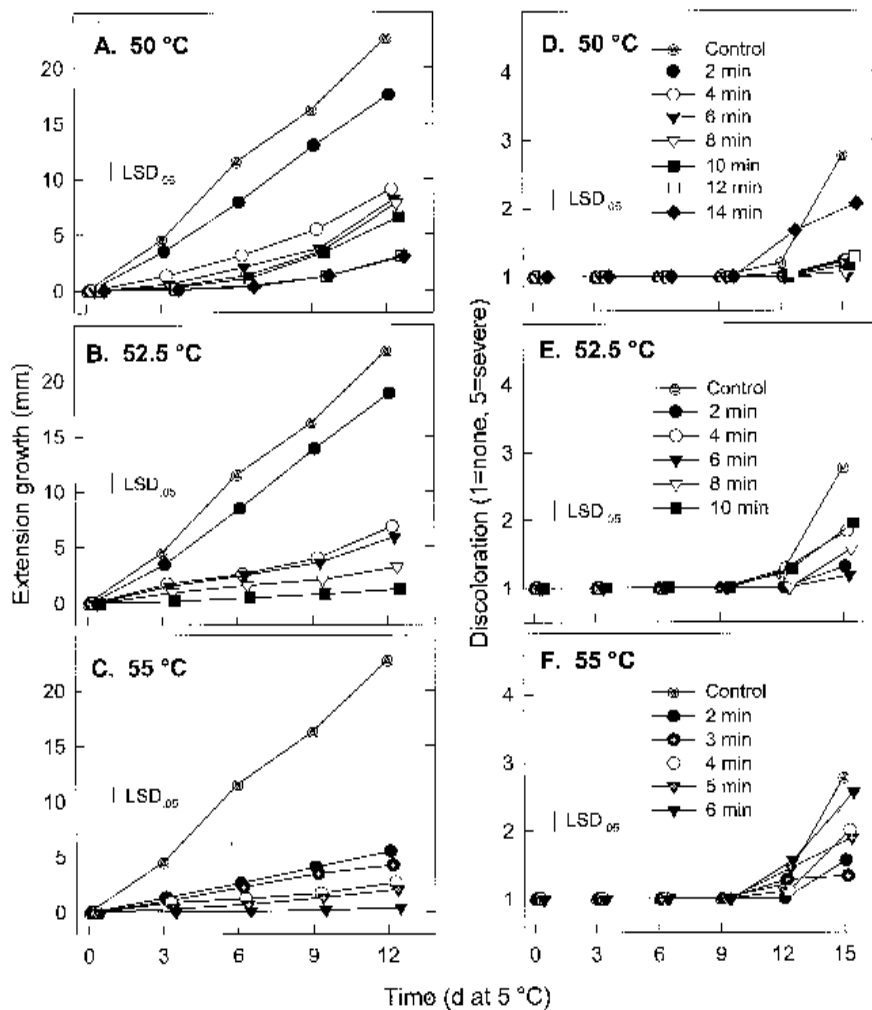 A. 50 °C
20
15
10
5
0
LSD.05
B. 52.5 °C
20
15
10
5
0
LSD.05
C. 55 °C
20
15
10
5
0
LSD.05
0 3 6 9 12
Extension growth (mm)
D. 50 °C
Control
2 min
4 min
6 min
8 min
10 min
12 min
14 min
4
3
2
1
LSD.05
E. 52.5 °C
Control
2 min
4 min
6 min
8 min
10 min
4
3
2
1
LSD.05
F. 55 °C
Control
2 min
3 min
4 min
5 min
6 min
4
3
2
1
LSD.05
0 3 6 9 12 15
Discoloration (1=none, 5=severe)
Time (d at 5 °C)